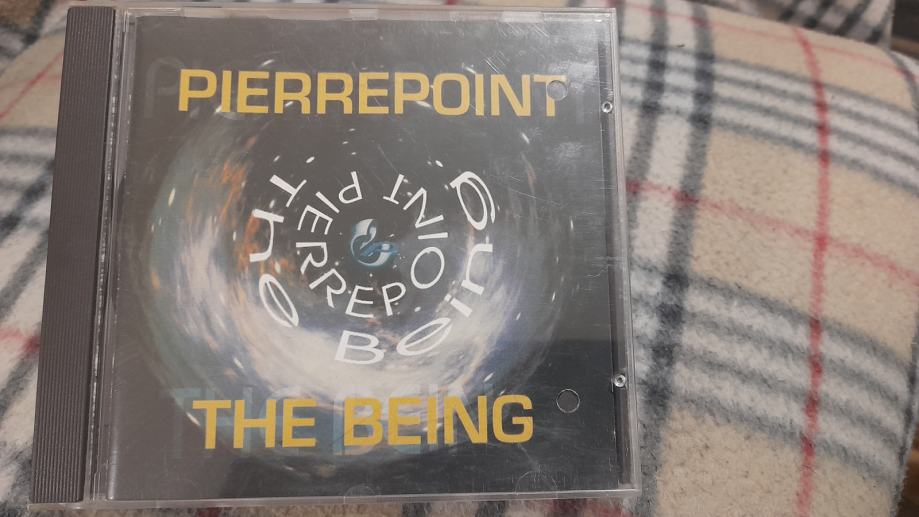 PIERREPOINT
The Being
PIERREPOINT
THE BEING